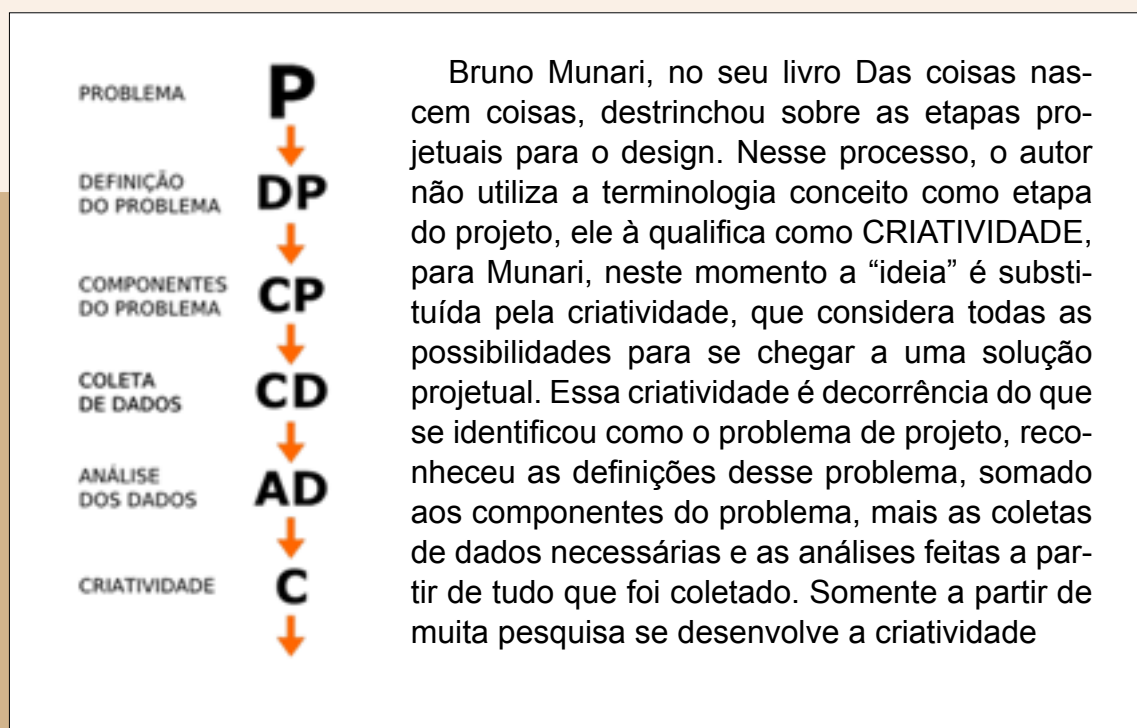 PROBLEMA
P
DEFINIÇÃO
DO PROBLEMA
DP
COMPONENTES
DO PROBLEMA
CP
COLETA
DE DADOS
CD
ANÁLISE
DOS DADOS
AD
CRIATIVIDADE
C
Bruno Munari, no seu livro Das coisas nas-
cem coisas, destrinchou sobre as etapas pro-
jetuais para o design. Nesse processo, o autor
não utiliza a terminologia conceito como etapa
do projeto, ele à qualifica como CRIATIVIDADE,
para Munari, neste momento a “ideia” é substi-
tuída pela criatividade, que considera todas as
possibilidades para se chegar a uma solução
projetual. Essa criatividade é decorrência do que
se identificou como o problema de projeto, reco-
nheceu as definições desse problema, somado
aos componentes do problema, mais as coletas
de dados necessárias e as análises feitas a par-
tir de tudo que foi coletado. Somente a partir de
muita pesquisa se desenvolve a criatividade